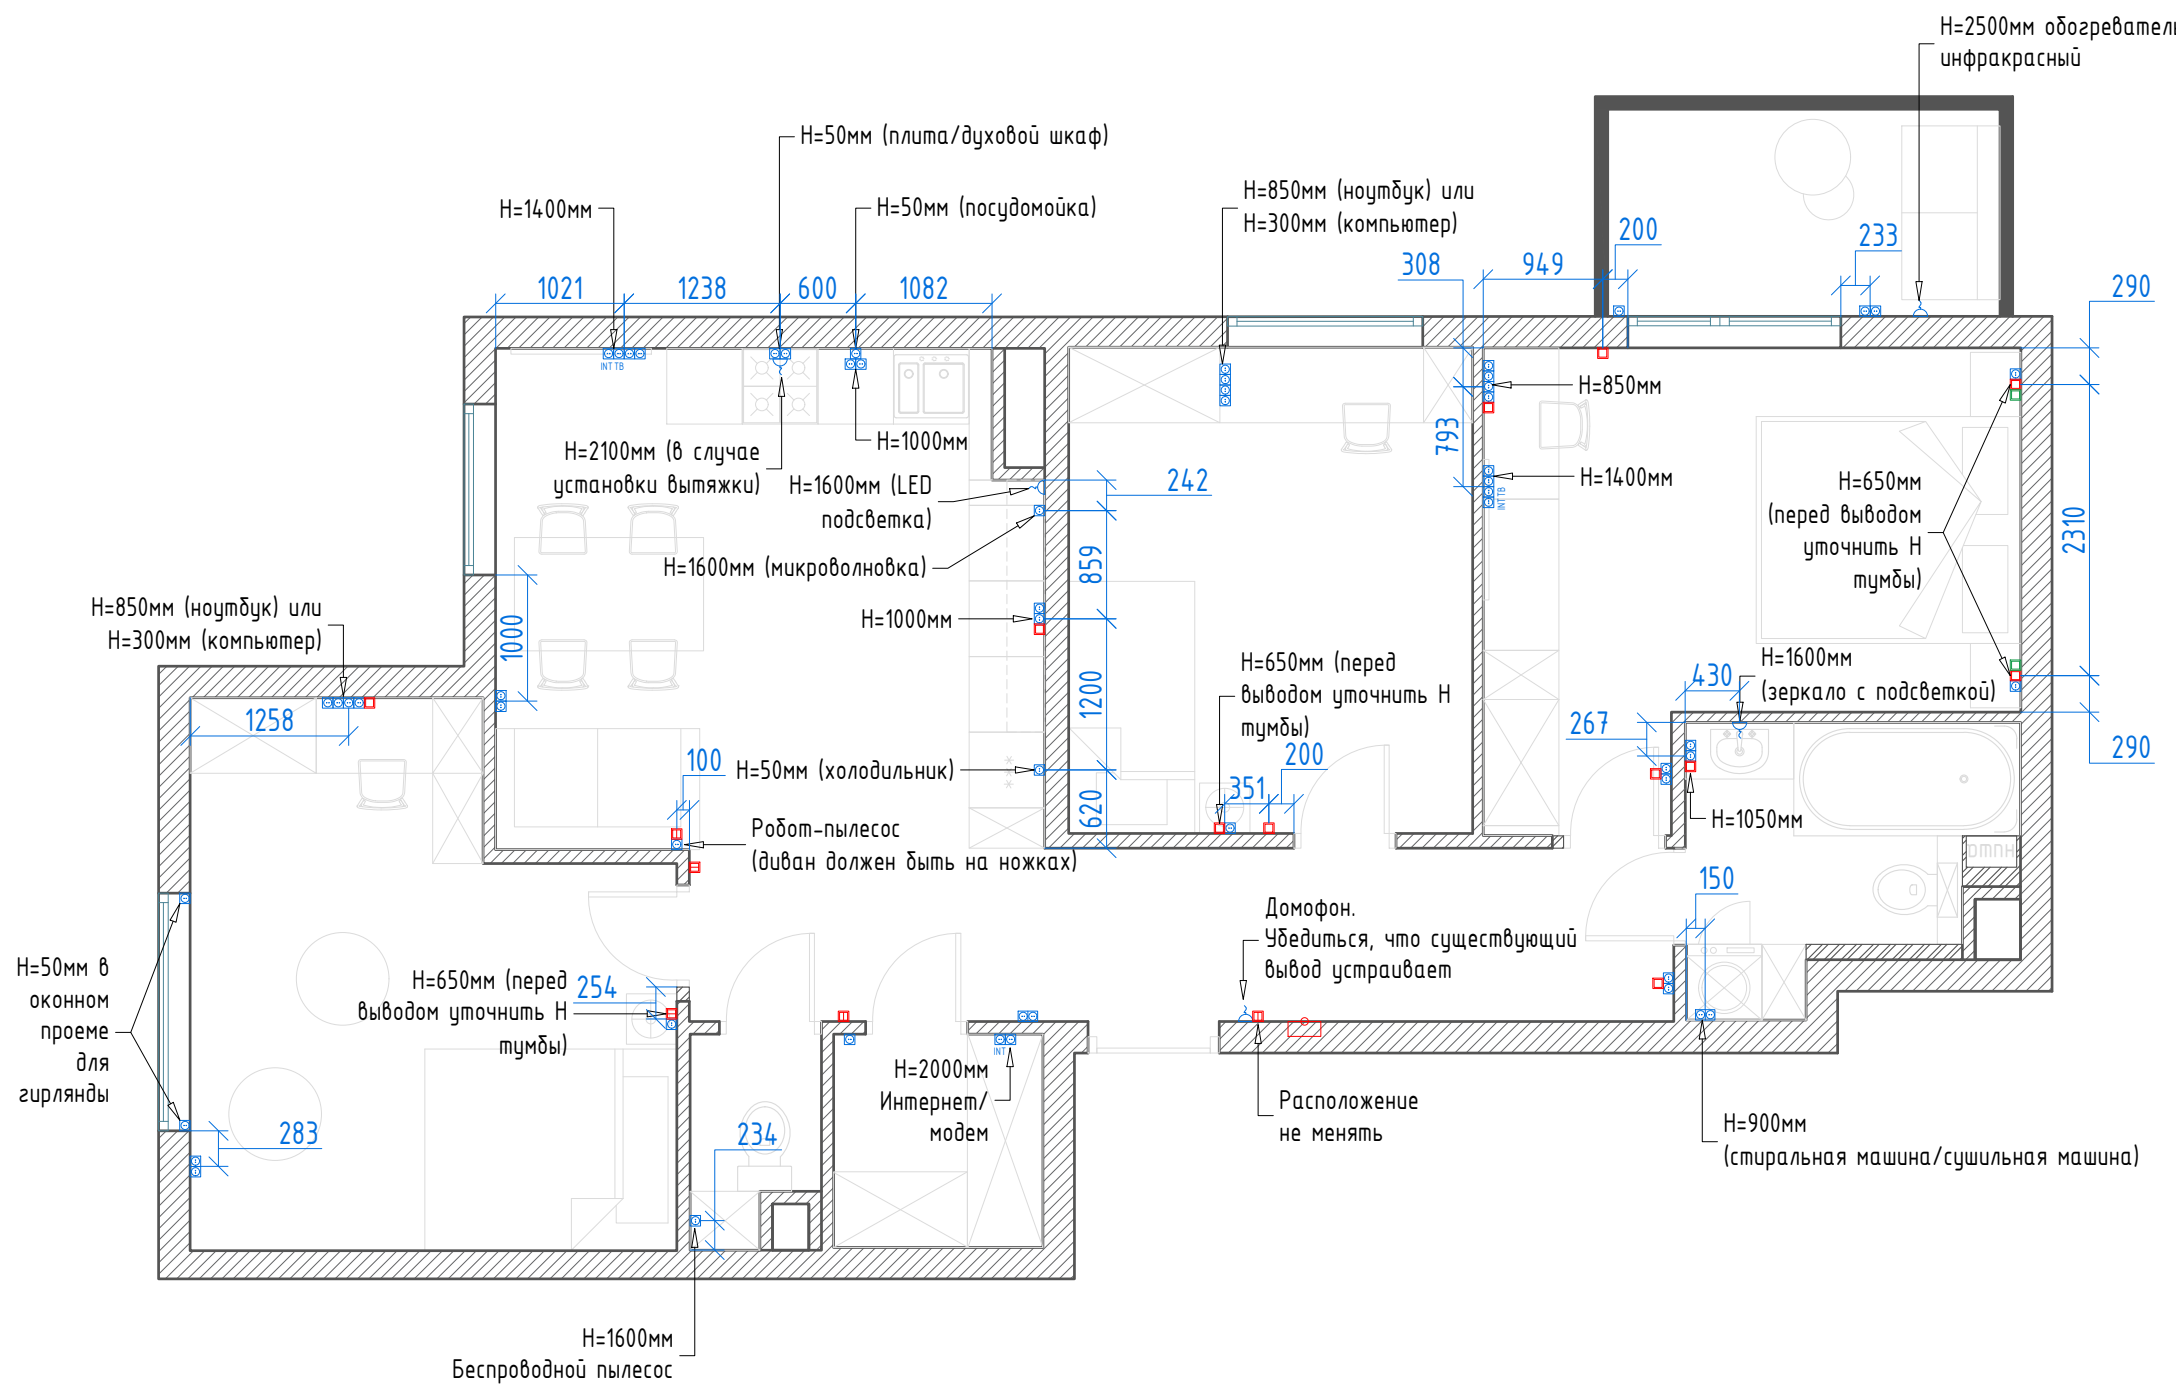 H=2500мм обогреватель
инфракрасный
H=50мм (плита/духовой шкаф)
H=1400мм
H=50мм (посудомойка)
H=850мм (ноутбук) или
H=300мм (компьютер)
200
233
308
949
290
1021
1238
600
1082
INT ТВ
H=850мм
793
H=1000мм
H=2100мм (в случае
установки вытяжки)
H=1600мм (LED
подсветка)
242
H=1400мм
INT ТВ
H=650мм
(перед выводом
уточнить H
тумбы)
2310
H=1600мм (микроволновка)
859
H=850мм (ноутбук) или
H=300мм (компьютер)
1000
H=1000мм
H=650мм (перед
выводом уточнить H
тумбы)
430
H=1600мм
(зеркало с подсветкой)
1258
1200
267
290
100
H=50мм (холодильник)
200
351
620
H=1050мм
Робот-пылесос
(диван должен быть на ножках)
150
Домофон.
Убедиться, что существующий
вывод устраивает
H=50мм в
оконном
проеме
для
гирлянды
H=650мм (перед
выводом уточнить H
тумбы)
254
INT
H=2000мм
Интернет/
модем
Расположение
не менять
283
234
H=900мм
(стиральная машина/сушильная машина)
H=1600мм
Беспроводной пылесос